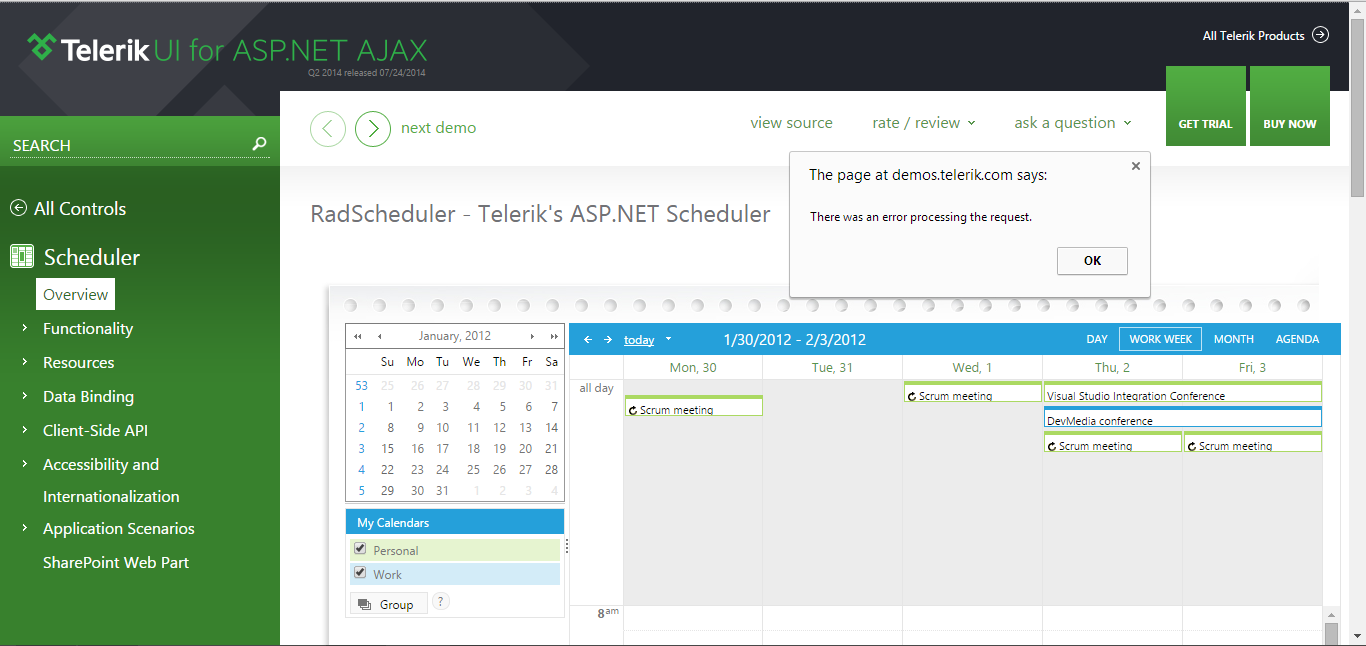 Telerik UI for ASP.NET AJAX
Q2 2014 released 07/24/2014
All Telerik Products
GET TRIAL
BUY NOW
SEARCH
next demo
view source
rate / review
ask a question
The page at demos.telerik.com says:
There was an error processing the request.
OK
All Controls
Scheduler
Overview
Functionality
Resources
Data Binding
Client-Side API
Accessibility and
Internationalization
Application Scenarios
SharePoint Web Part
RadScheduler - Telerik's ASP.NET Scheduler
January, 2012
Su Mo Tu We Th Fr Sa
53 25 26 27 28 29 30 31
1 1 2 3 4 5 6 7
2 8 9 10 11 12 13 14
3 15 16 17 18 19 20 21
4 22 23 24 25 26 27 28
5 29 30 31 1 2 3 4
My Calendars
Personal
Work
Group ?
today 1/30/2012 - 2/3/2012 DAY WORK WEEK MONTH AGENDA
Mon, 30 Tue, 31 Wed, 1 Thu, 2 Fri, 3
all day
Scrum meeting
Scrum meeting
Visual Studio Integration Conference
DevMedia conference
Scrum meeting
Scrum meeting
8am